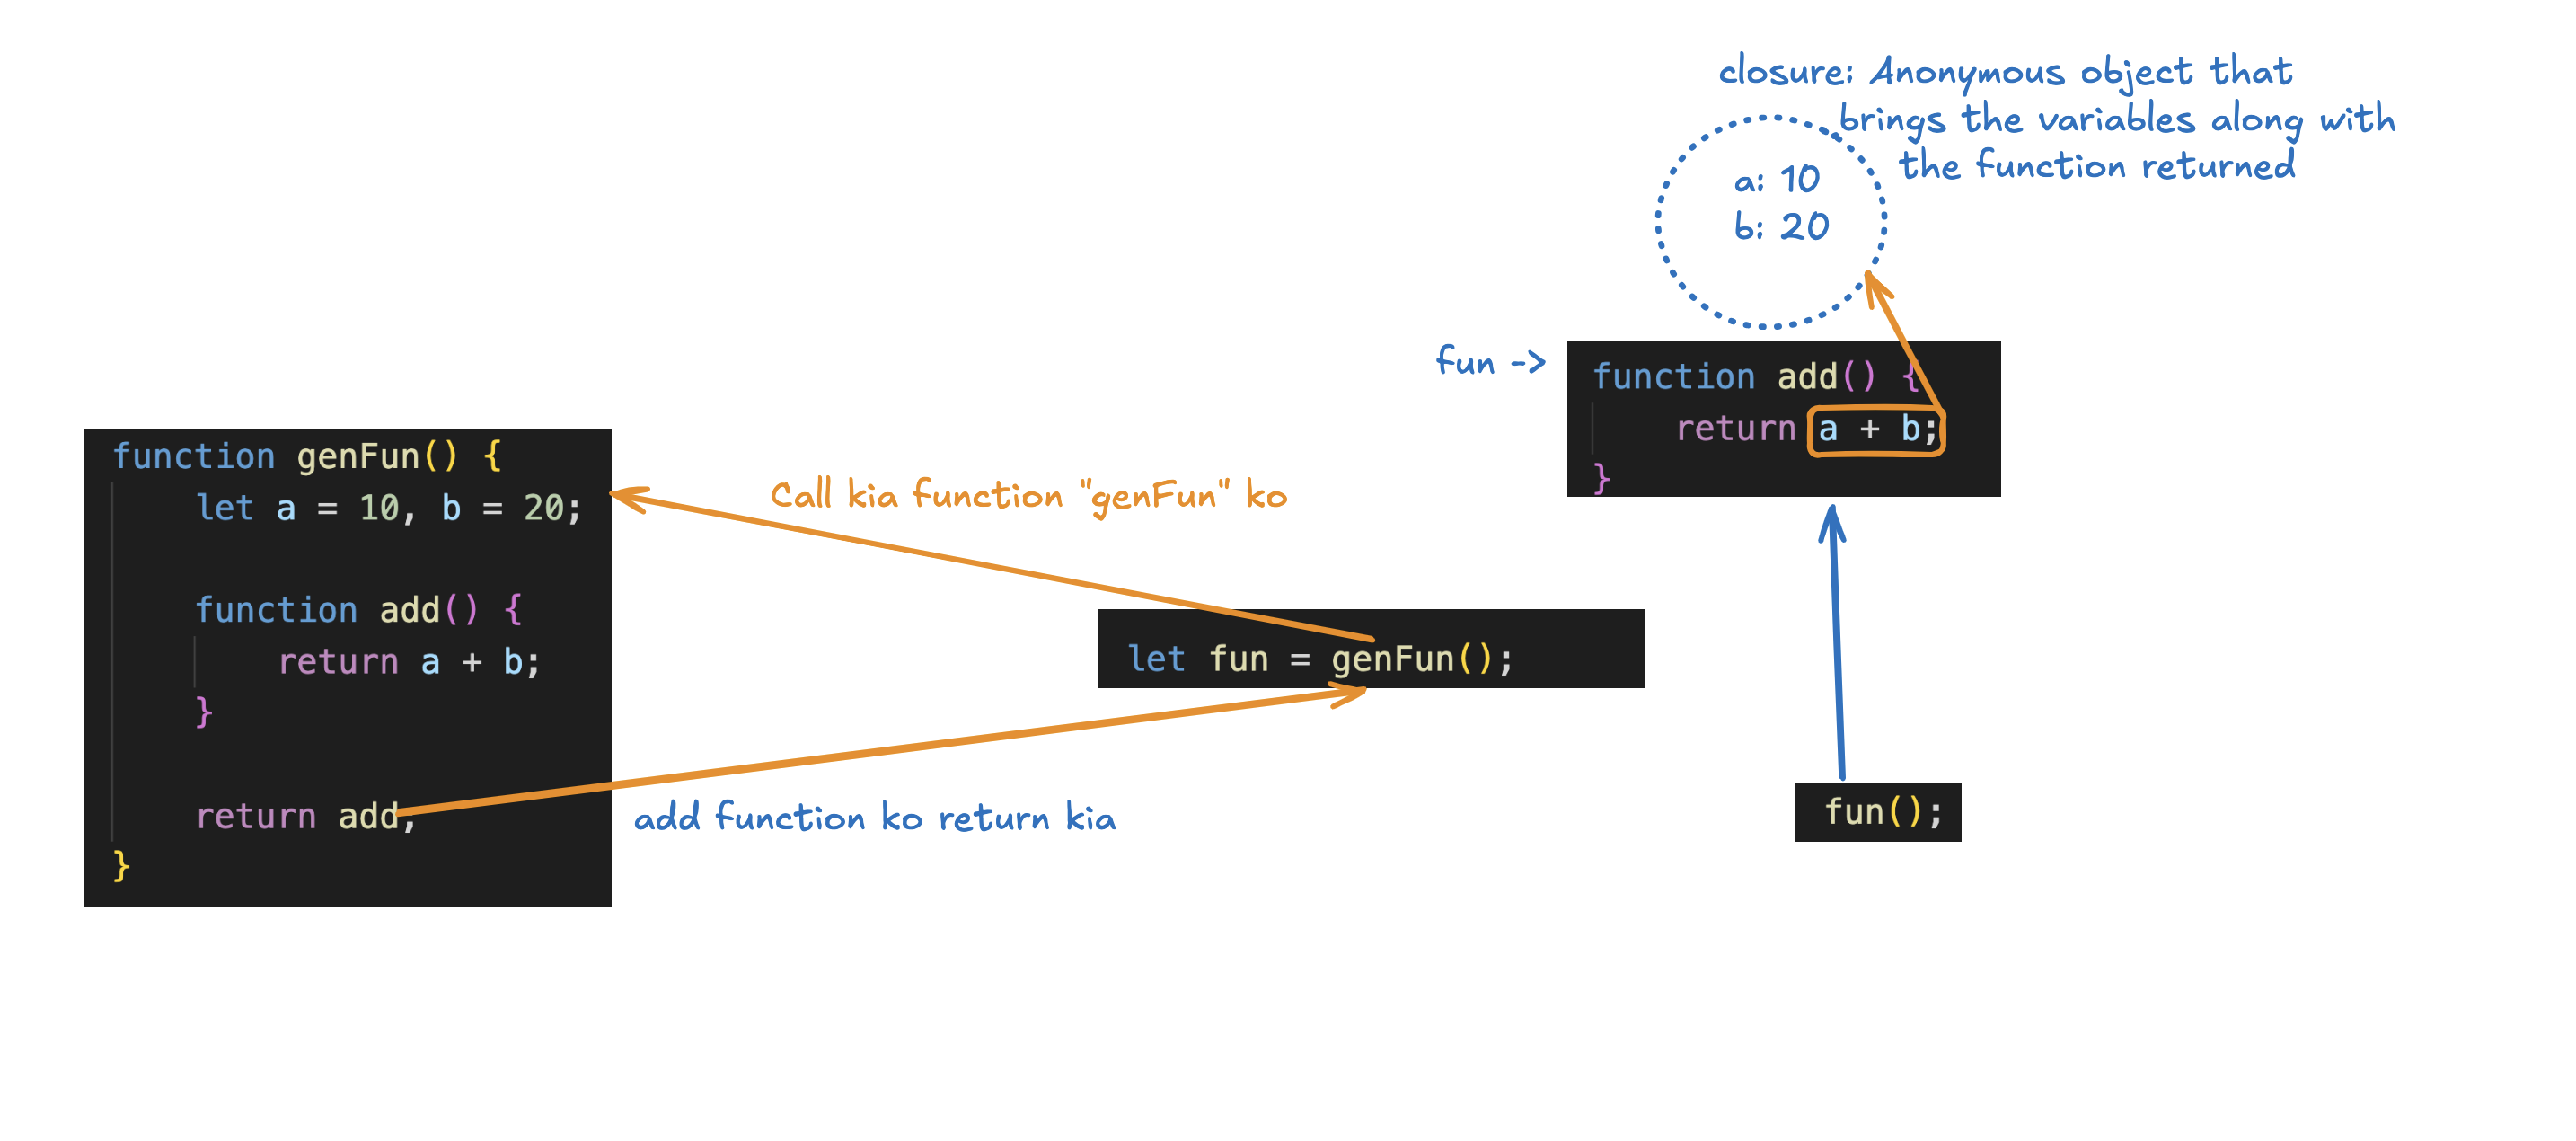 closure: Anonymous object that
brings the variables along with
the function returned
a: 10
b: 20
fun ->
function add() {
return a + b;
}
function genFun() {
let a = 10, b = 20;
function add() {
return a + b;
}
return add;
}
Call kia function "genFun" ko
let fun = genFun();
add function ko return kia
fun();